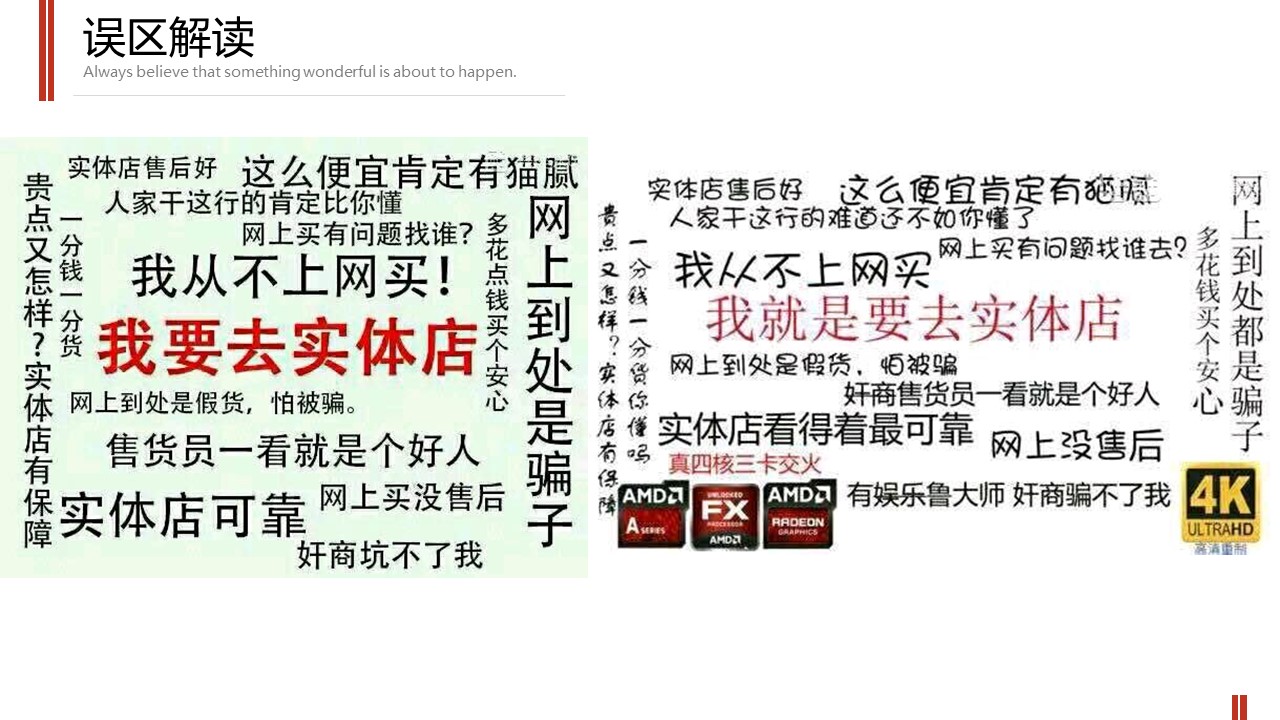 误区解读
Always believe that something wonderful is about to happen.
实体店售后好
这么便宜肯定有猫腻
人家干这行的肯定比你懂
网上买有问题找谁？
我从不上网买！
我要去实体店
网上到处是假货，怕被骗。
售货员一看就是个好人
实体店可靠
网上买没售后
奸商坑不了我
贵点又怎样？实体店有保障
一分钱一分货
多花点钱买个安心
网上到处是骗子
实体店售后好
这么便宜肯定有猫腻
人家干这行的难道还不如你懂了
网上买有问题找谁去？
我从不上网买
我就是要去实体店
网上到处是假货，怕被骗
奸商售货员一看就是个好人
实体店看得着最可靠
网上没售后
真四核三卡交火
有娱乐鲁大师 奸商骗不了我
贵点又怎样？实体店有保障
一分钱一分货你懂吗
多花钱买个安心
网上到处都是骗子
AMD
A SERIES
UNLOCKED
FX
PROCESSOR
AMD
AMD
RADEON
GRAPHICS
4K
ULTRAHD
高清重制